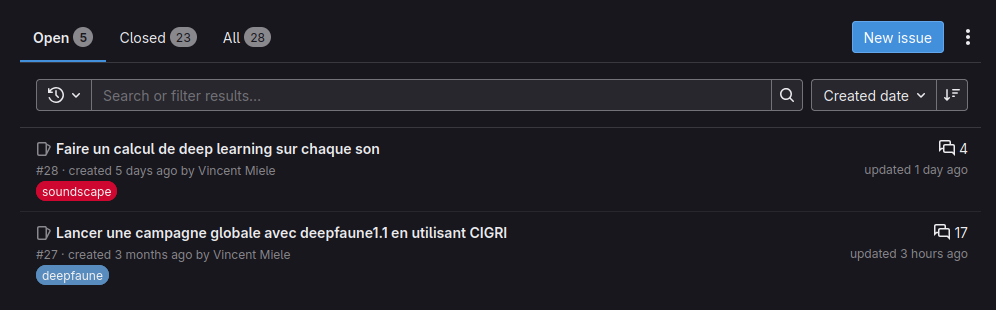 Open 5 Closed 23 All 28 New issue
Search or filter results... Created date
Faire un calcul de deep learning sur chaque son 4
#28 · created 5 days ago by Vincent Miele updated 1 day ago
soundscape
Lancer une campagne globale avec deepfaune1.1 en utilisant CIGRI 17
#27 · created 3 months ago by Vincent Miele updated 3 hours ago
deepfaune